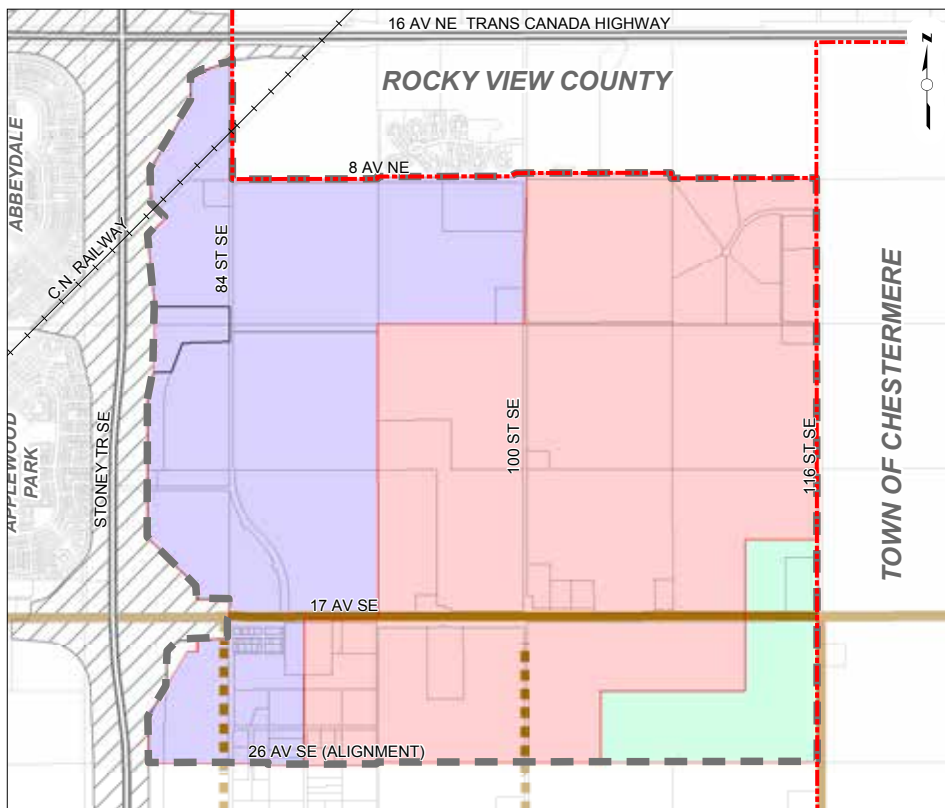 16 AV NE TRANS CANADA HIGHWAY
N
ROCKY VIEW COUNTY
ABBEYDALE
8 AV NE
C.N. RAILWAY
84 ST SE
TOWN OF CHESTERMERE
APPLEWOOD
PARK
STONEY TR SE
100 ST SE
116 ST SE
17 AV SE
26 AV SE (ALIGNMENT)